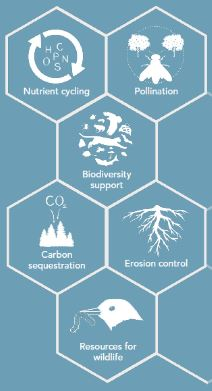 H C P N
O P S
Nutrient cycling
Pollination
Biodiversity
support
CO₂
Carbon
sequestration
Erosion control
Resources for
wildlife